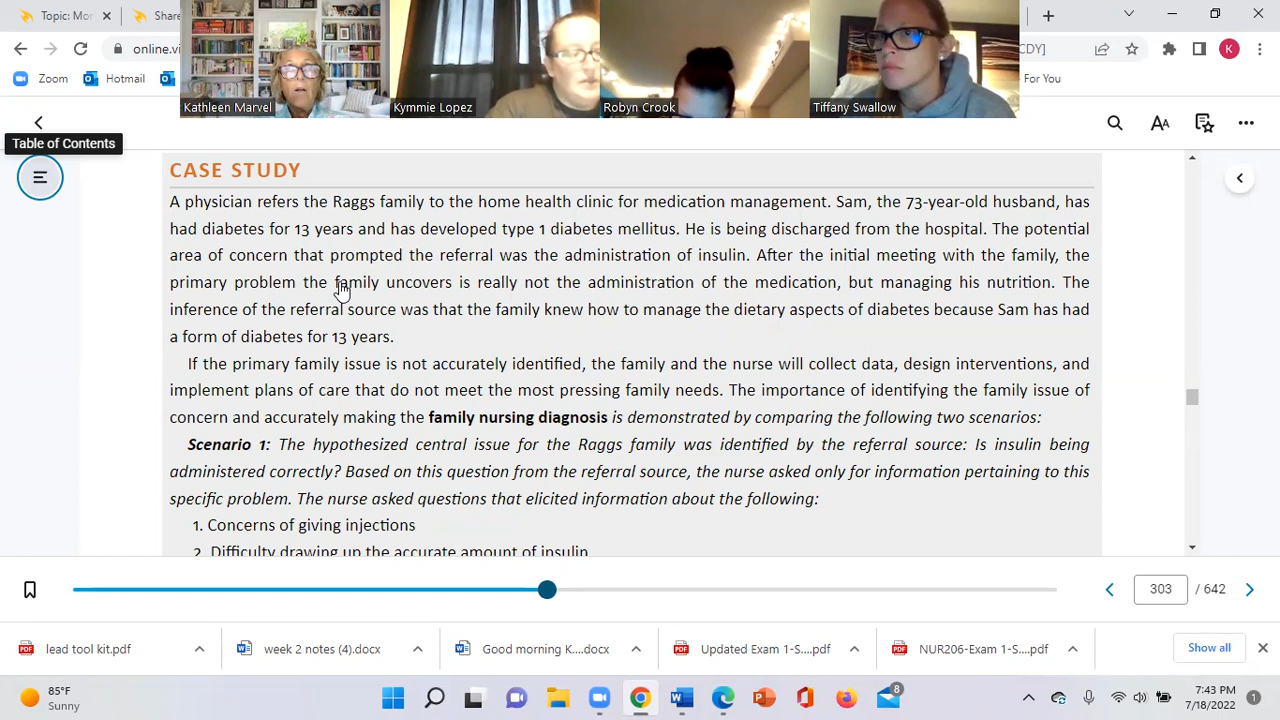 Topic: Mor
Share
online.vi
CDY]
K
Zoom
Hotmail
For You
Kathleen Marvel
Kymmie Lopez
Robyn Crook
Tiffany Swallow
Table of Contents
AA
CASE STUDY
A physician refers the Raggs family to the home health clinic for medication management. Sam, the 73-year-old husband, has
had diabetes for 13 years and has developed type 1 diabetes mellitus. He is being discharged from the hospital. The potential
area of concern that prompted the referral was the administration of insulin. After the initial meeting with the family, the
primary problem the family uncovers is really not the administration of the medication, but managing his nutrition. The
inference of the referral source was that the family knew how to manage the dietary aspects of diabetes because Sam has had
a form of diabetes for 13 years.
If the primary family issue is not accurately identified, the family and the nurse will collect data, design interventions, and
implement plans of care that do not meet the most pressing family needs. The importance of identifying the family issue of
concern and accurately making the family nursing diagnosis is demonstrated by comparing the following two scenarios:
Scenario 1: The hypothesized central issue for the Raggs family was identified by the referral source: Is insulin being
administered correctly? Based on this question from the referral source, the nurse asked only for information pertaining to this
specific problem. The nurse asked questions that elicited information about the following:
1. Concerns of giving injections
2. Difficulty drawing up the accurate amount of insulin
303 / 642
lead tool kit.pdf
week 2 notes (4).docx
Good morning K....docx
Updated Exam 1-S....pdf
NUR206-Exam 1-S....pdf
Show all
85°F
Sunny
8
7:43 PM
7/18/2022
1